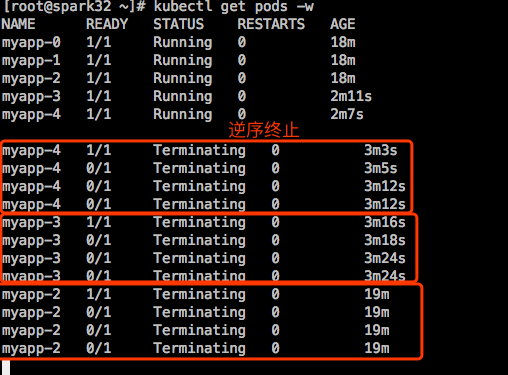 [root@spark32 ~]# kubectl get pods -w
NAME READY STATUS RESTARTS AGE
myapp-0 1/1 Running 0 18m
myapp-1 1/1 Running 0 18m
myapp-2 1/1 Running 0 18m
myapp-3 1/1 Running 0 2m11s
myapp-4 1/1 Running 0 2m7s
逆序终止
myapp-4 1/1 Terminating 0 3m3s
myapp-4 0/1 Terminating 0 3m5s
myapp-4 0/1 Terminating 0 3m12s
myapp-4 0/1 Terminating 0 3m12s
myapp-3 1/1 Terminating 0 3m16s
myapp-3 0/1 Terminating 0 3m18s
myapp-3 0/1 Terminating 0 3m24s
myapp-3 0/1 Terminating 0 3m24s
myapp-2 1/1 Terminating 0 19m
myapp-2 0/1 Terminating 0 19m
myapp-2 0/1 Terminating 0 19m
myapp-2 0/1 Terminating 0 19m